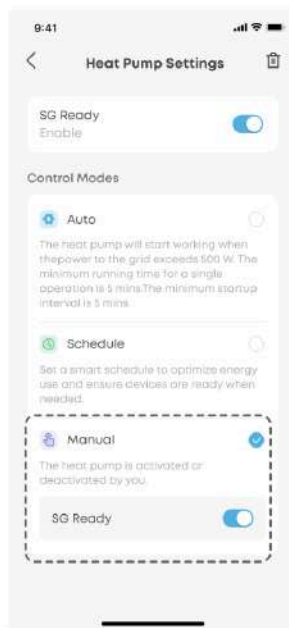 9:41
Heat Pump Settings
SG Ready
Enable
Control Modes
Auto
The heat pump will start working when
thepower to the grid exceeds 500 W. The
minimum running time for a single
operation is 5 mins.The minimum startup
interval is 5 mins.
Schedule
Set a smart schedule to optimize energy
use and ensure devices are ready when
needed.
Manual
The heat pump is activated or
deactivated by you.
SG Ready